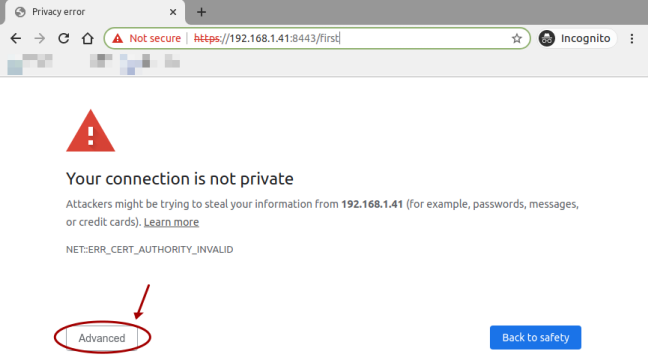 Privacy error
Not secure | https://192.168.1.41:8443/first
Incognito
Your connection is not private
Attackers might be trying to steal your information from 192.168.1.41 (for example, passwords, messages,
or credit cards). Learn more
NET::ERR_CERT_AUTHORITY_INVALID
Advanced
Back to safety